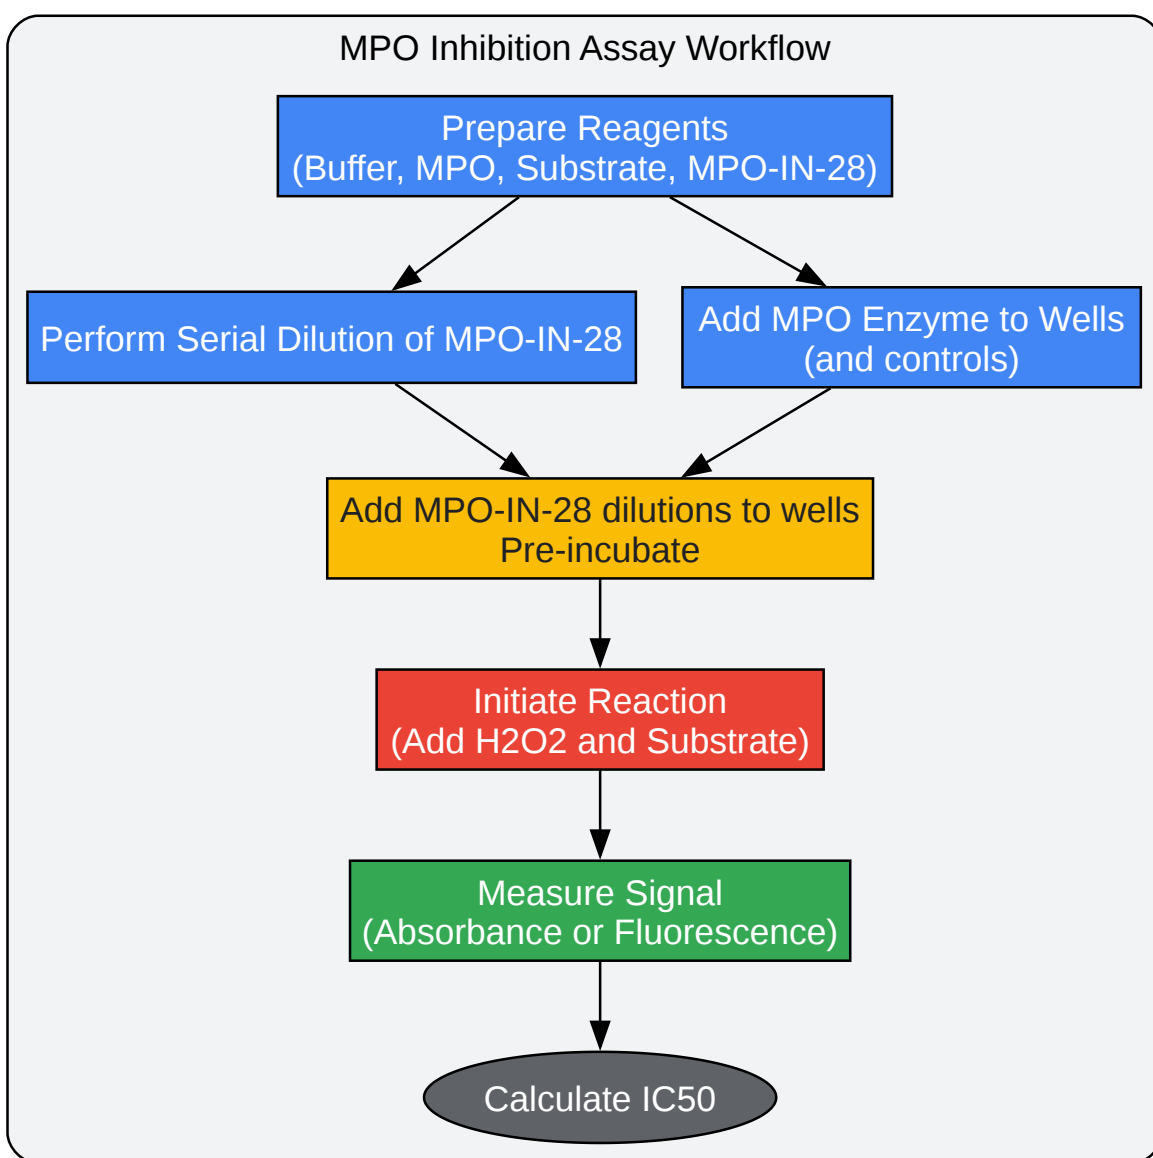 MPO Inhibition Assay Workflow
Prepare Reagents
(Buffer, MPO, Substrate, MPO-IN-28)
Perform Serial Dilution of MPO-IN-28
Add MPO Enzyme to Wells
(and controls)
Add MPO-IN-28 dilutions to wells
Pre-incubate
Initiate Reaction
(Add H2O2 and Substrate)
Measure Signal
(Absorbance or Fluorescence)
Calculate IC50